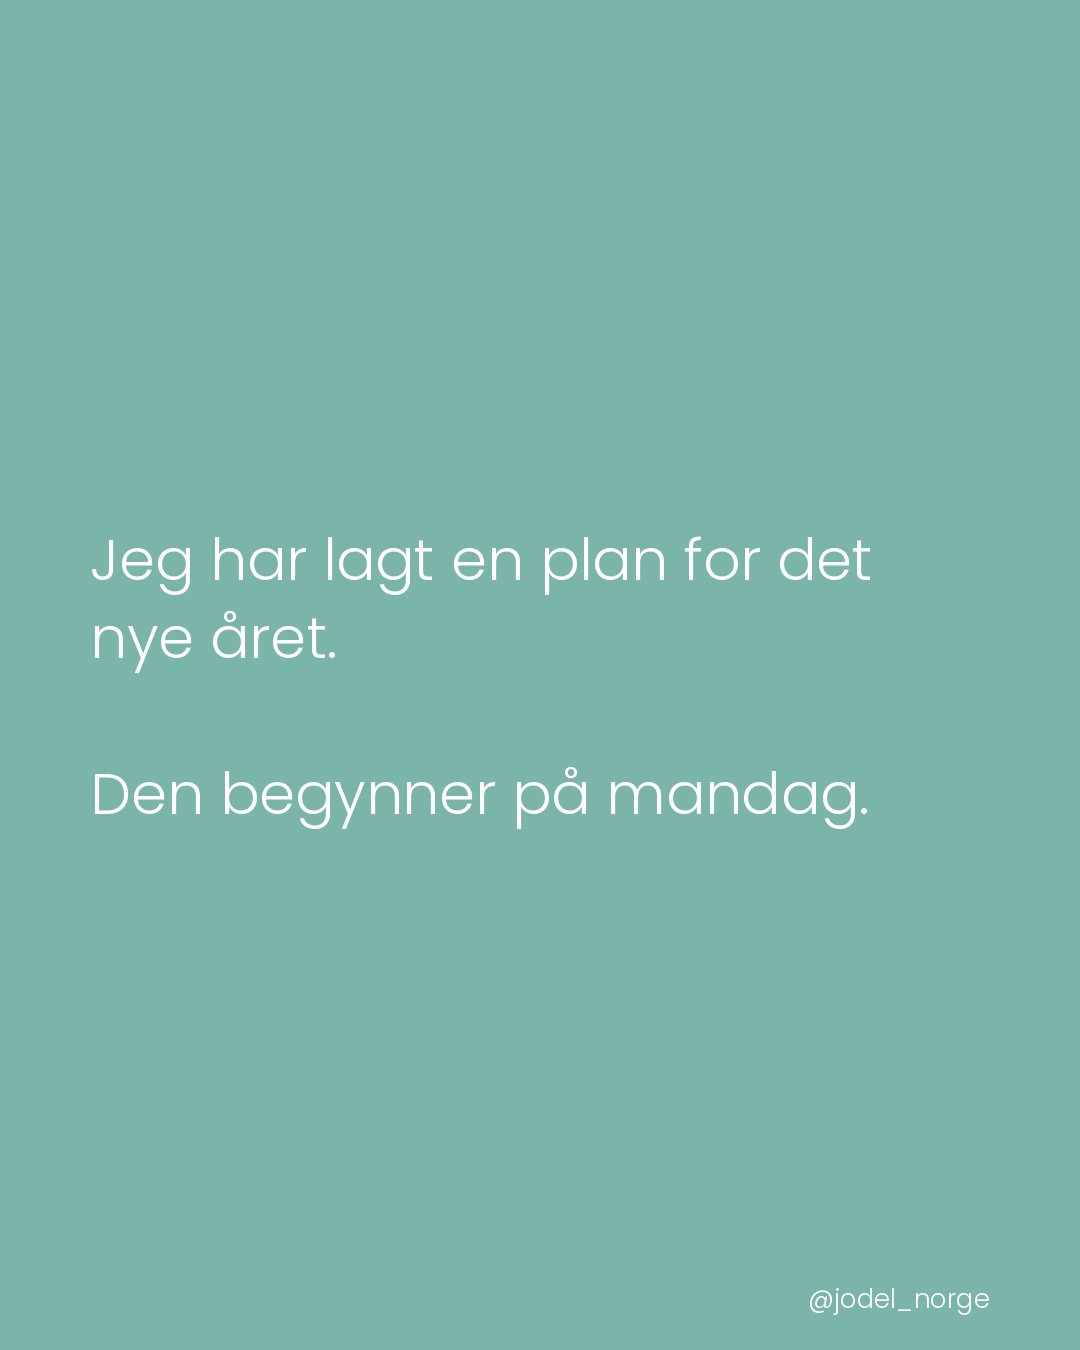 Jeg har lagt en plan for det
nye året.
Den begynner på mandag.
@jodel_norge